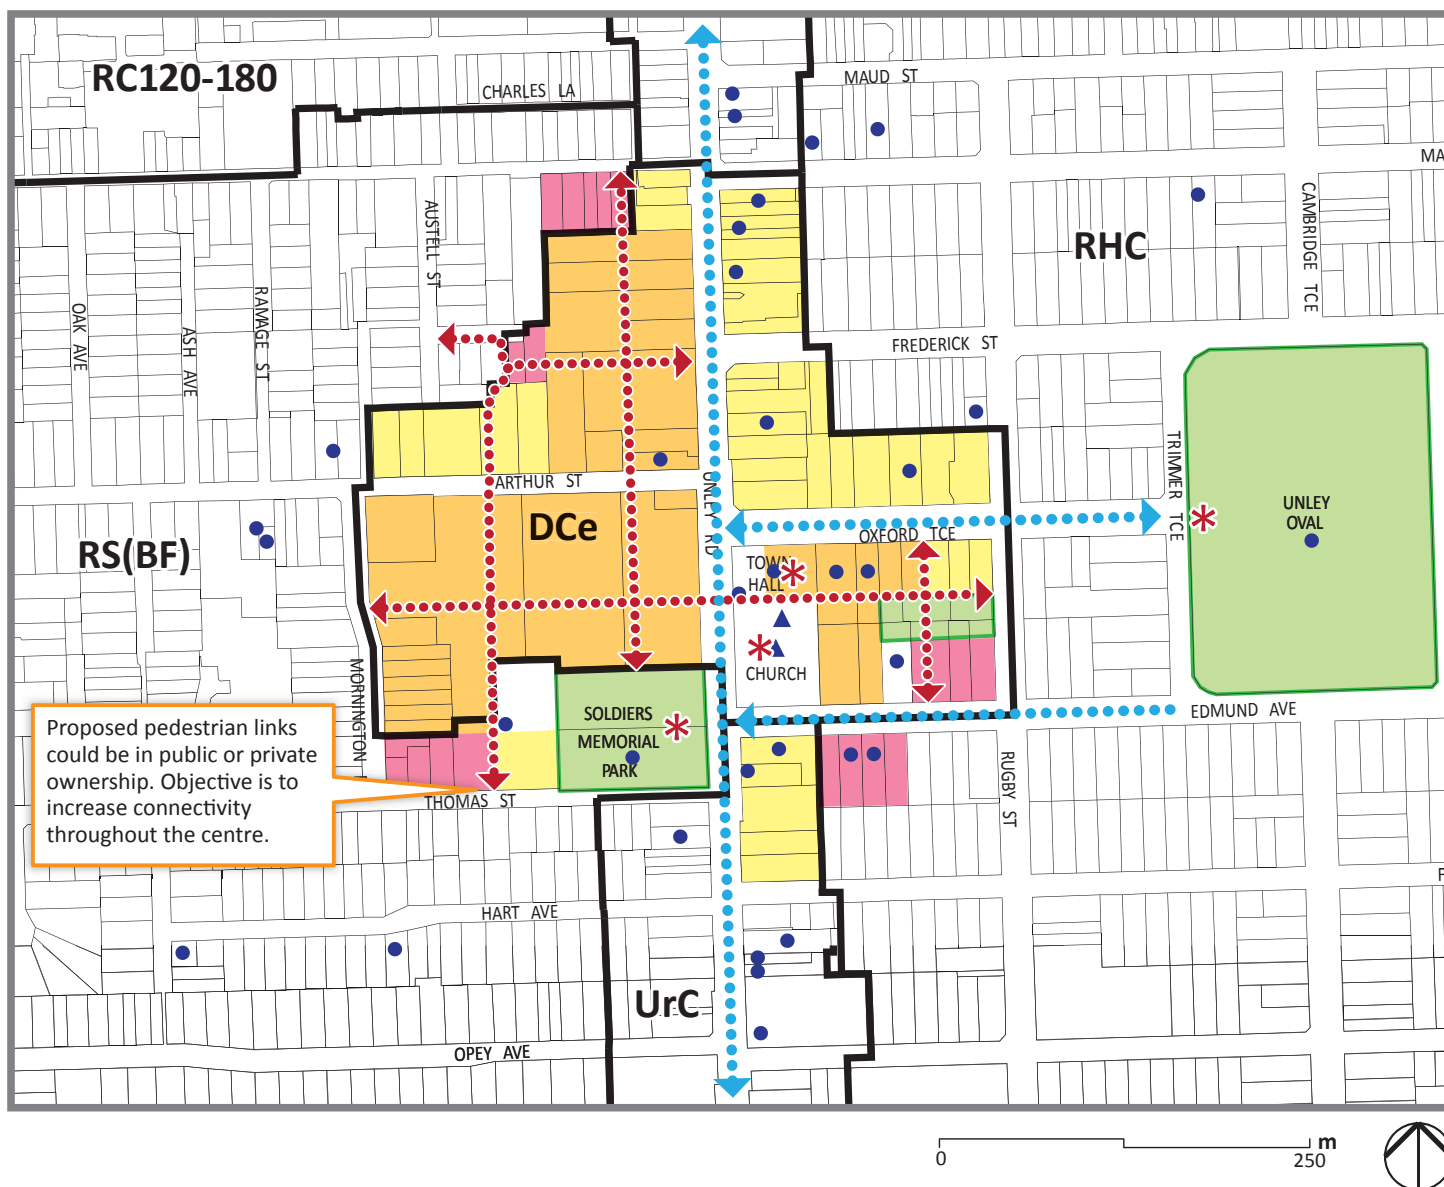 RC120-180
CHARLES LA
MAUD ST
MA
AUSTELL ST
CAMBRIDGE TCE
RHC
OAK AVE
ASH AVE
RAMAGE ST
FREDERICK ST
TRIMMER TCE
ARTHUR ST
UNLEY RD
UNLEY
OVAL
DCe
OXFORD TCE
RS(BF)
TOWN
HALL
CHURCH
MORNINGTON
SOLDIERS
MEMORIAL
PARK
EDMUND AVE
Proposed pedestrian links
could be in public or private
ownership. Objective is to
increase connectivity
throughout the centre.
RUGBY ST
THOMAS ST
F
HART AVE
UrC
OPEY AVE
m
0
250